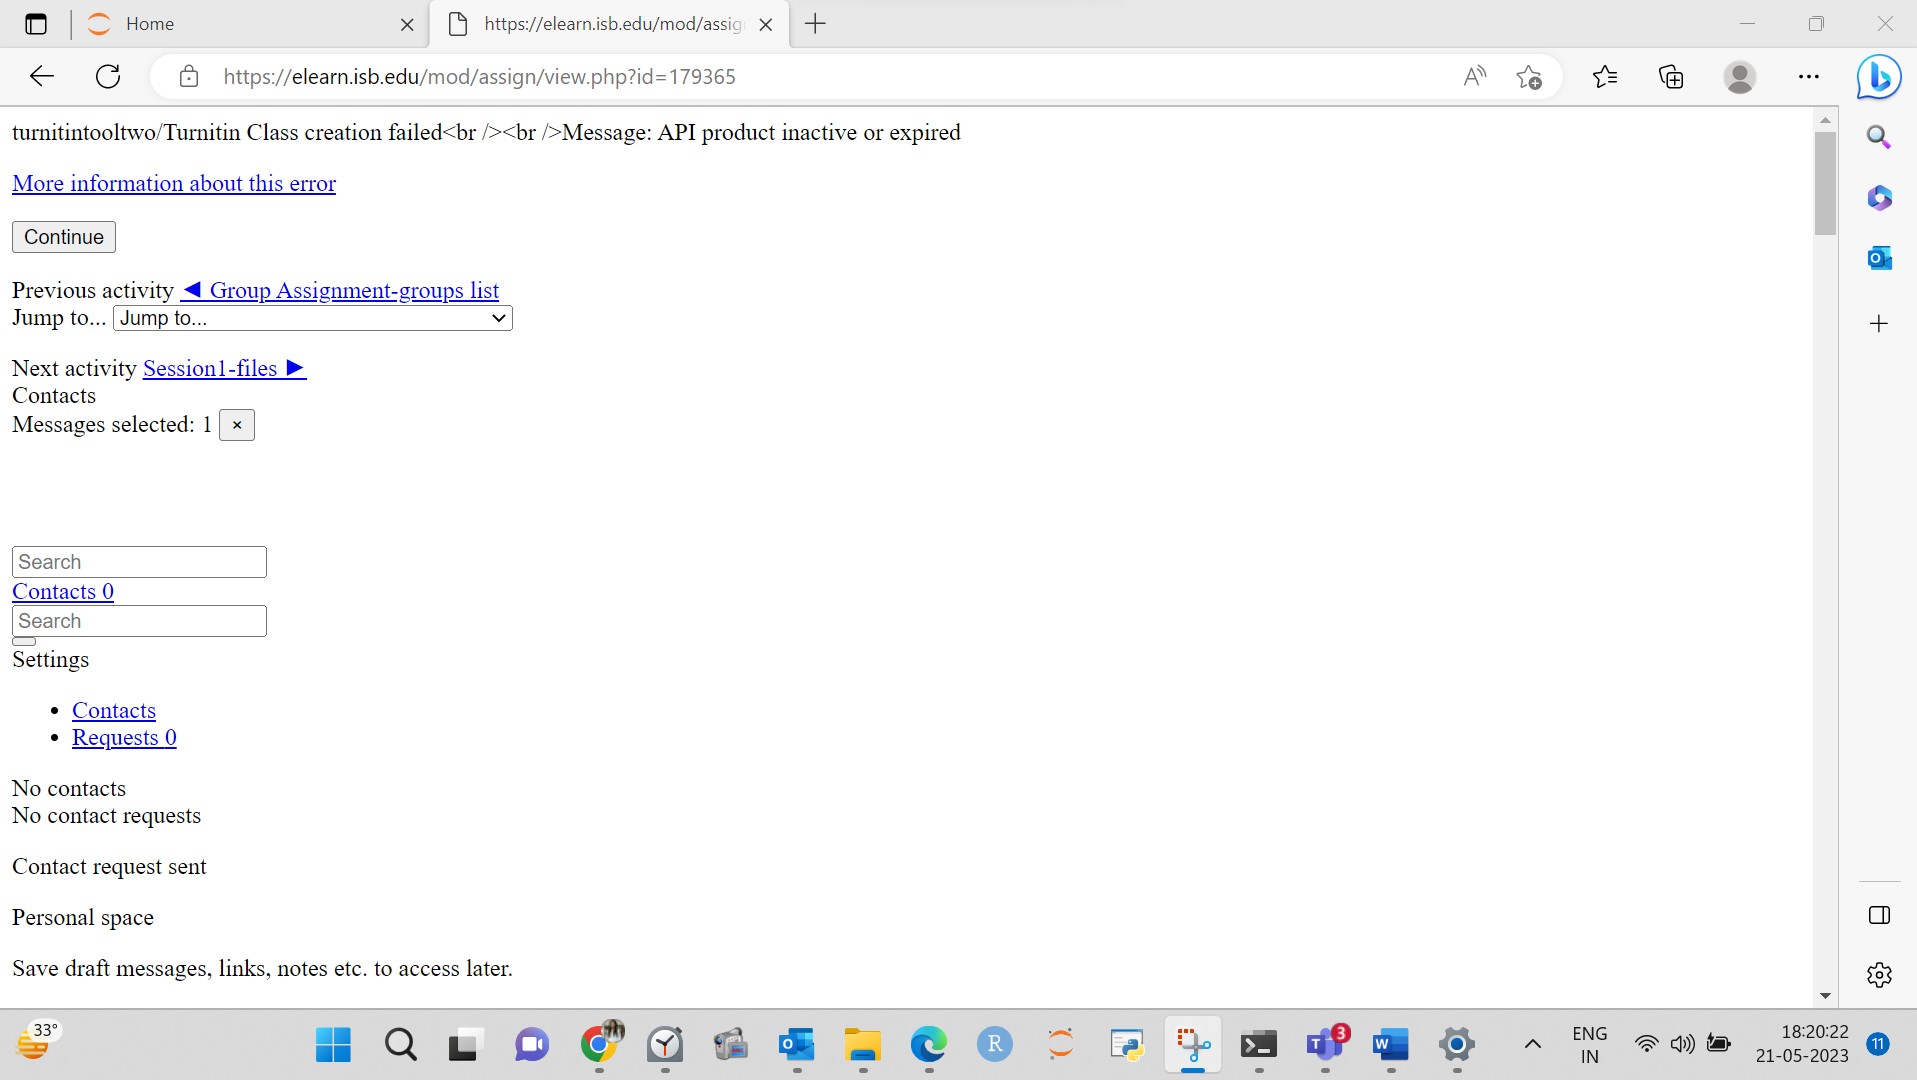 Home
https://elearn.isb.edu/mod/assig
https://elearn.isb.edu/mod/assign/view.php?id=179365
turnitintooltwo/Turnitin Class creation failed<br /><br />Message: API product inactive or expired
More information about this error
Continue
Previous activity ◄ Group Assignment-groups list
Jump to... Jump to...
Next activity Session1-files ►
Contacts
Messages selected: 1 ×
Search
Contacts 0
Search
Settings
• Contacts
• Requests 0
No contacts
No contact requests
Contact request sent
Personal space
Save draft messages, links, notes etc. to access later.
33°
3
ENG
IN
18:20:22
21-05-2023
11